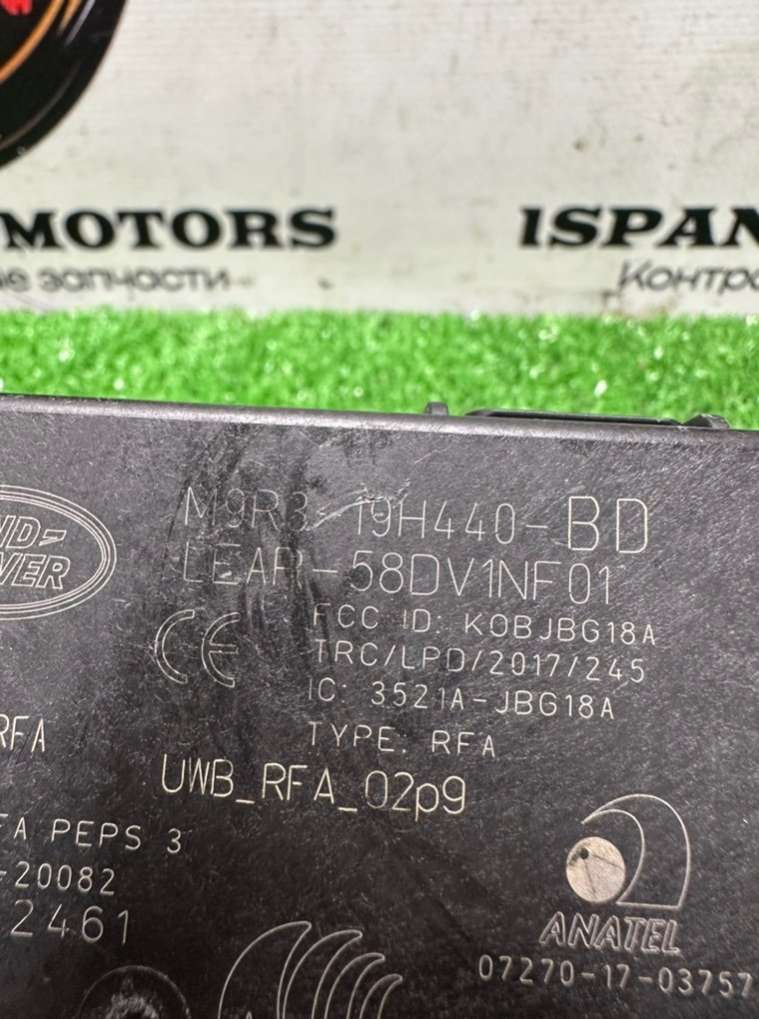 MOTORS
ISPAN
запчасти
Контр
M9R3-19H440-BD
LEAR-58DV1NF01
FCC ID: KOBJBG18A
CE
TRC/LPD/2017/245
IC: 3521A-JBG18A
RFA
TYPE: RFA
UWB_RFA_02p9
FA PEPS 3
-20082
2461
ANATEL
07270-17-03757